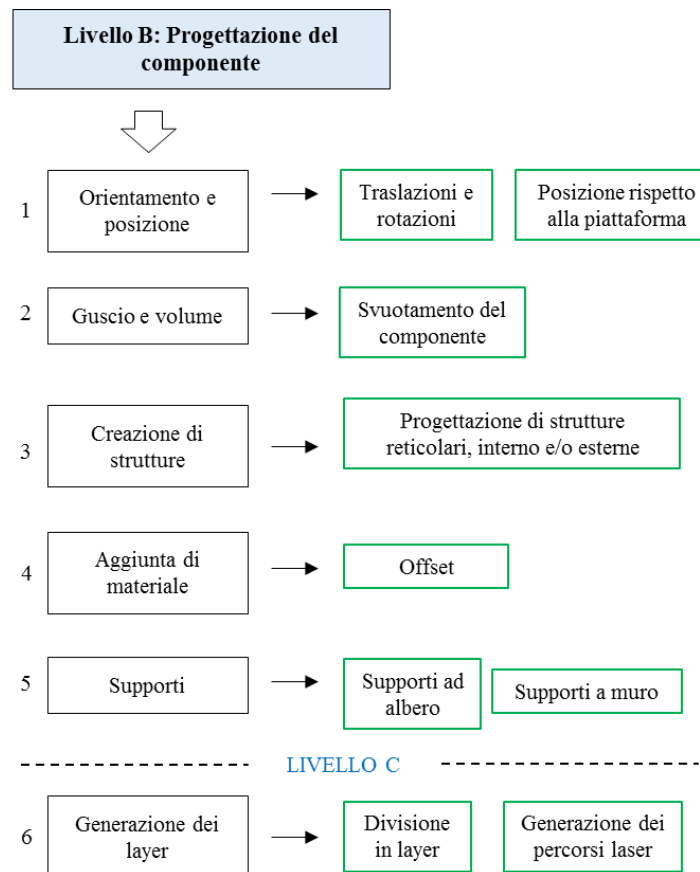 Livello B: Progettazione del
componente
1
Orientamento e
posizione
Traslazioni e
rotazioni
Posizione rispetto
alla piattaforma
2
Guscio e volume
Svuotamento del
componente
3
Creazione di
strutture
Progettazione di strutture
reticolari, interno e/o esterne
4
Aggiunta di
materiale
Offset
5
Supporti
Supporti ad
albero
Supporti a muro
LIVELLO C
6
Generazione dei
layer
Divisione
in layer
Generazione dei
percorsi laser